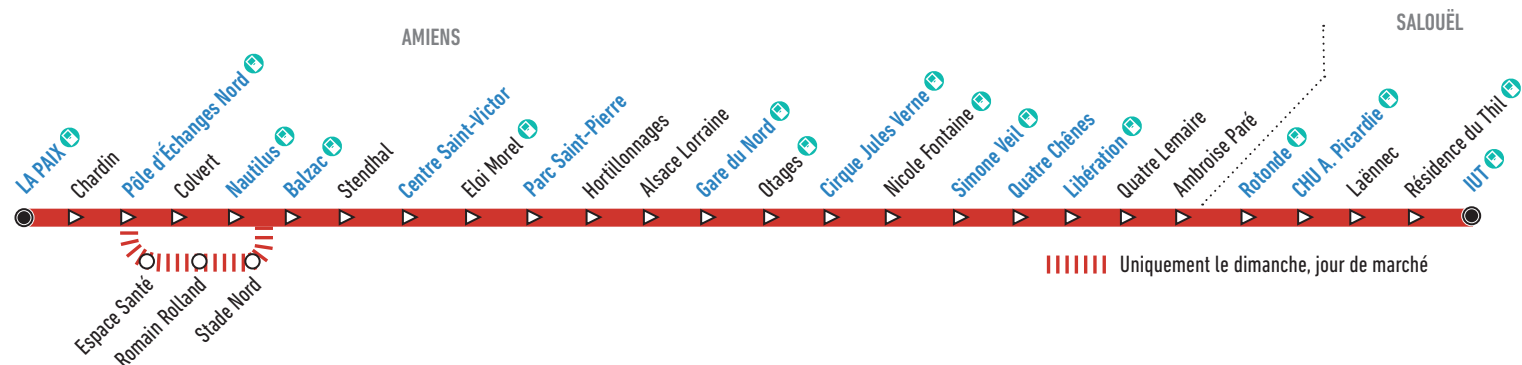 AMIENS
SALOUËL
LA PAIX
Chardin
Pôle d'Échanges Nord
Colvert
Nautilus
Balzac
Stendhal
Centre Saint-Victor
Eloi Morel
Parc Saint-Pierre
Hortillonnages
Alsace Lorraine
Gare du Nord
Otages
Cirque Jules Verne
Nicole Fontaine
Simone Veil
Quatre Chênes
Libération
Quatre Lemaire
Ambroise Paré
Rotonde
CHU A. Picardie
Laënnec
Résidence du Thil
IUT
Espace Santé
Romain Rolland
Stade Nord
Uniquement le dimanche, jour de marché